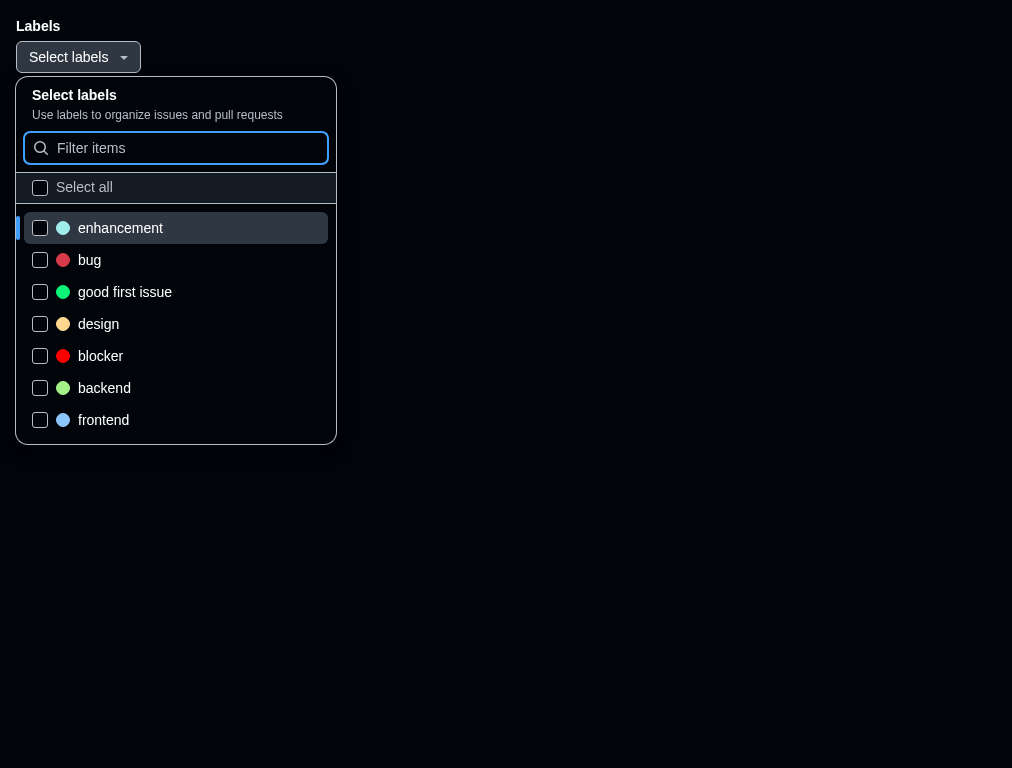 Labels
Select labels
Select labels
Use labels to organize issues and pull requests
Filter items
Select all
enhancement
bug
good first issue
design
blocker
backend
frontend